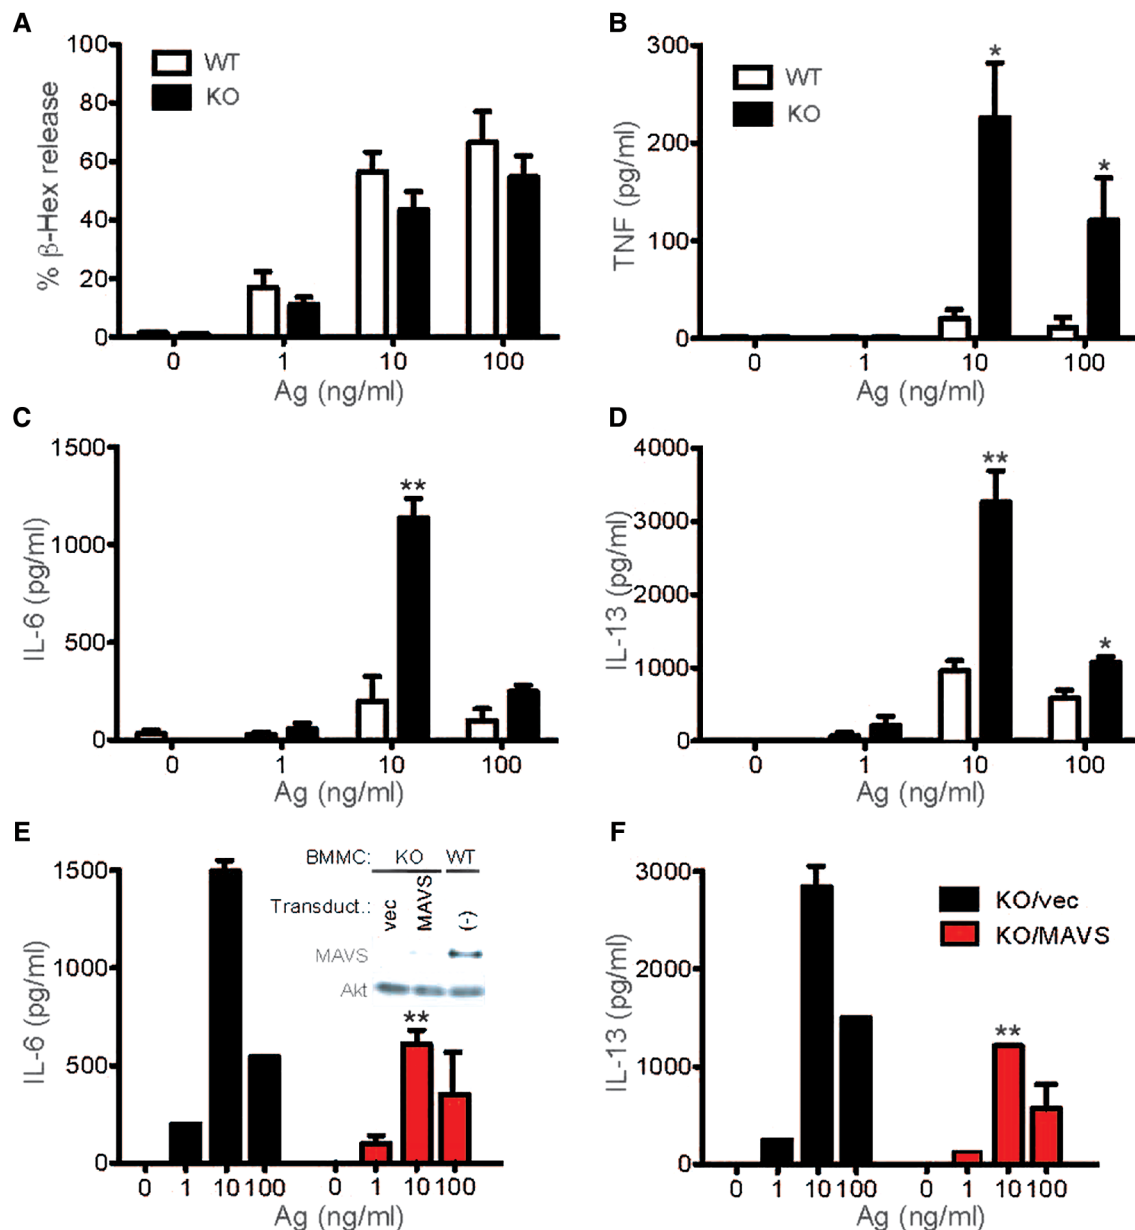 A
100
80
60
40
20
0
% β-Hex release
WT
KO
0 1 10 100
Ag (ng/ml)
B
300
200
100
0
TNF (pg/ml)
WT
KO
*
*
0 1 10 100
Ag (ng/ml)
C
1500
1000
500
0
IL-6 (pg/ml)
**
0 1 10 100
Ag (ng/ml)
D
4000
3000
2000
1000
0
IL-13 (pg/ml)
**
*
0 1 10 100
Ag (ng/ml)
E
1500
1000
500
0
IL-6 (pg/ml)
BMMC: KO WT
Transduct.: vec MAVS (-)
MAVS
Akt
**
0 1 10 100 0 1 10 100
Ag (ng/ml)
F
3000
2000
1000
0
IL-13 (pg/ml)
KO/vec
KO/MAVS
**
0 1 10 100 0 1 10 100
Ag (ng/ml)